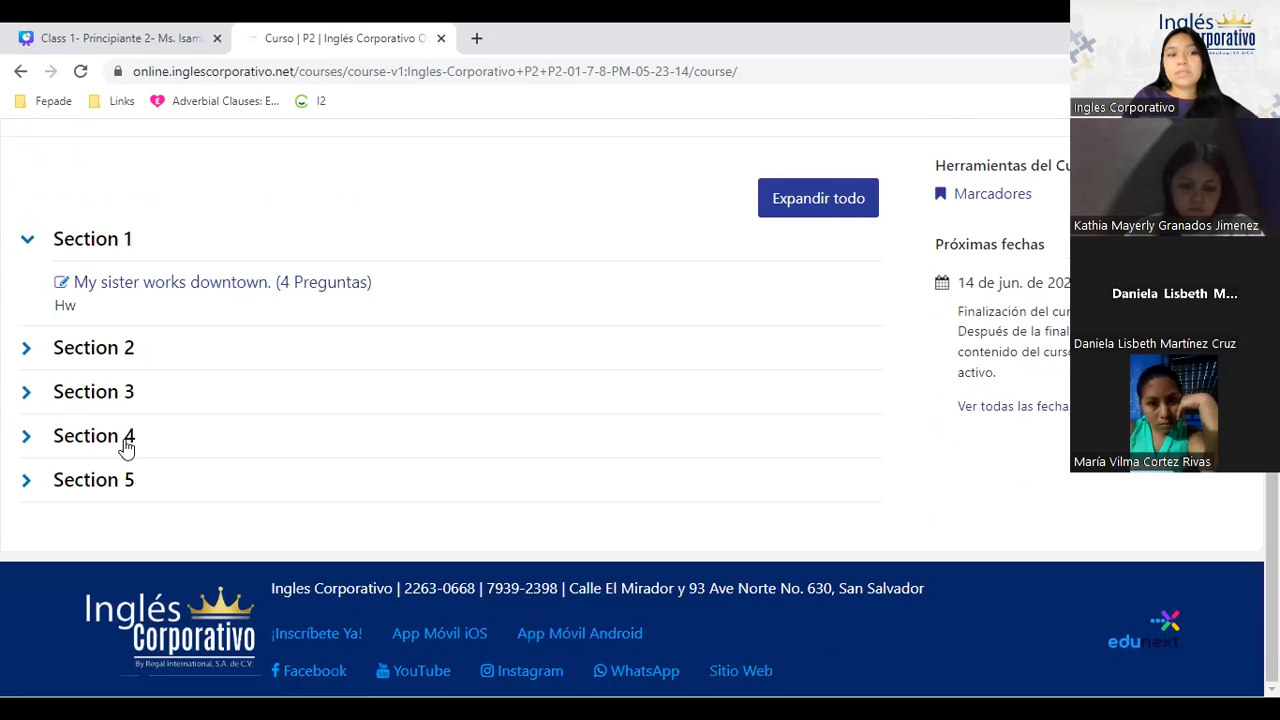 Class 1- Principiante 2- Ms. Isam
Curso | P2 | Inglés Corporativo O
online.inglescorporativo.net/courses/course-v1:Ingles-Corporativo+P2+P2-01-7-8-PM-05-23-14/course/
Fepade
Links
Adverbial Clauses: E...
I2
Expandir todo
Section 1
My sister works downtown. (4 Preguntas)
Hw
Section 2
Section 3
Section 4
Section 5
Herramientas del Cu
Marcadores
Próximas fechas
14 de jun. de 202
Finalización del cur
Después de la final
contenido del curso
activo.
Ver todas las fecha
Inglés
Corporativo
Ingles Corporativo
Kathia Mayerly Granados Jimenez
Daniela Lisbeth M...
Daniela Lisbeth Martínez Cruz
María Vilma Cortez Rivas
Inglés
Corporativo
By Regal International, S.A. de C.V.
Ingles Corporativo | 2263-0668 | 7939-2398 | Calle El Mirador y 93 Ave Norte No. 630, San Salvador
¡Inscríbete Ya!
App Móvil iOS
App Móvil Android
Facebook
YouTube
Instagram
WhatsApp
Sitio Web
edunext